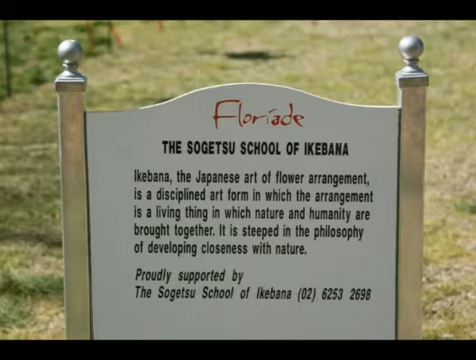 Floriade
THE SOGETSU SCHOOL OF IKEBANA
Ikebana, the Japanese art of flower arrangement,
is a disciplined art form in which the arrangement
is a living thing in which nature and humanity are
brought together. It is steeped in the philosophy
of developing closeness with nature.
Proudly supported by
The Sogetsu School of Ikebana (02) 6253 2698